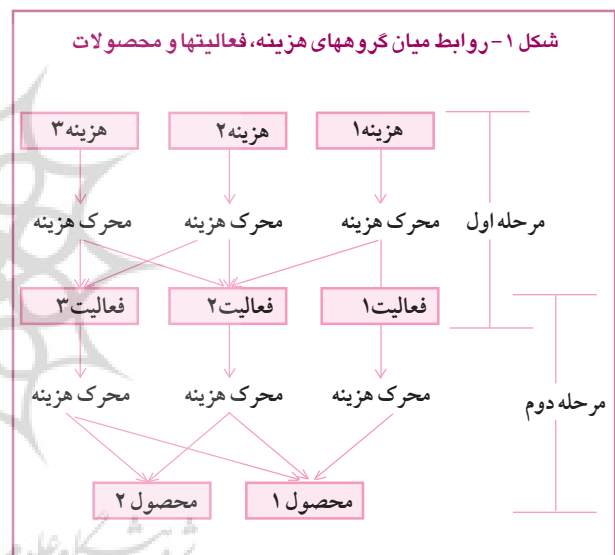 شکل ۱- روابط میان گروههای هزینه، فعالیتها و محصولات
هزینه۱ هزینه۲ هزینه۳
محرک هزینه محرک هزینه محرک هزینه
مرحله اول
فعالیت۱ فعالیت۲ فعالیت۳
محرک هزینه محرک هزینه محرک هزینه
مرحله دوم
محصول ۱ محصول ۲